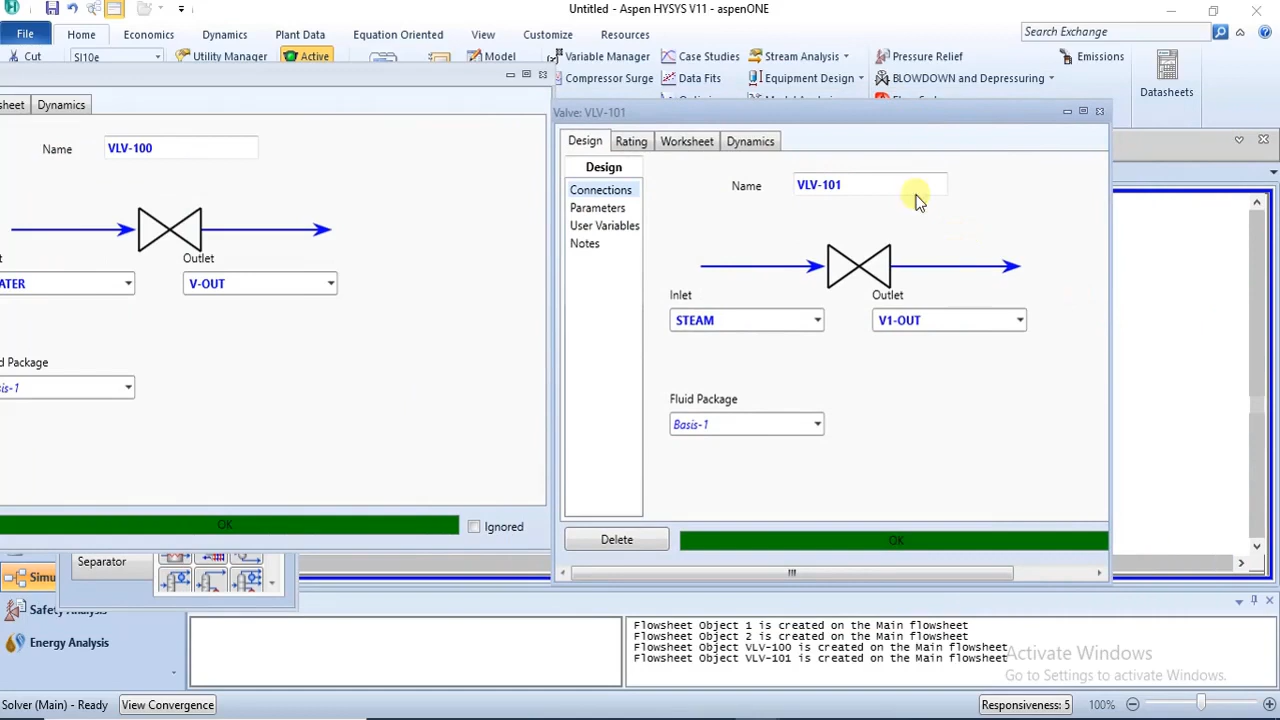 Untitled - Aspen HYSYS V11 - aspenONE
File
Home
Economics
Dynamics
Plant Data
Equation Oriented
View
Customize
Resources
Search Exchange
Cut
SI10e
Utility Manager
Active
Model
Variable Manager
Case Studies
Stream Analysis
Pressure Relief
Emissions
Compressor Surge
Data Fits
Equipment Design
BLOWDOWN and Depressuring
Datasheets
sheet
Dynamics
Name
VLV-100
Outlet
ATER
V-OUT
d Package
sis-1
OK
Ignored
Valve: VLV-101
Design
Rating
Worksheet
Dynamics
Design
Connections
Parameters
User Variables
Notes
Name
VLV-101
Inlet
Outlet
STEAM
V1-OUT
Fluid Package
Basis-1
Delete
OK
Separator
Simu
Safety Analysis
Energy Analysis
Flowsheet Object 1 is created on the Main flowsheet
Flowsheet Object 2 is created on the Main flowsheet
Flowsheet Object VLV-100 is created on the Main flowsheet
Flowsheet Object VLV-101 is created on the Main flowsheet
Activate Windows
Go to Settings to activate Windows.
Solver (Main) - Ready
View Convergence
Responsiveness: 5
100%